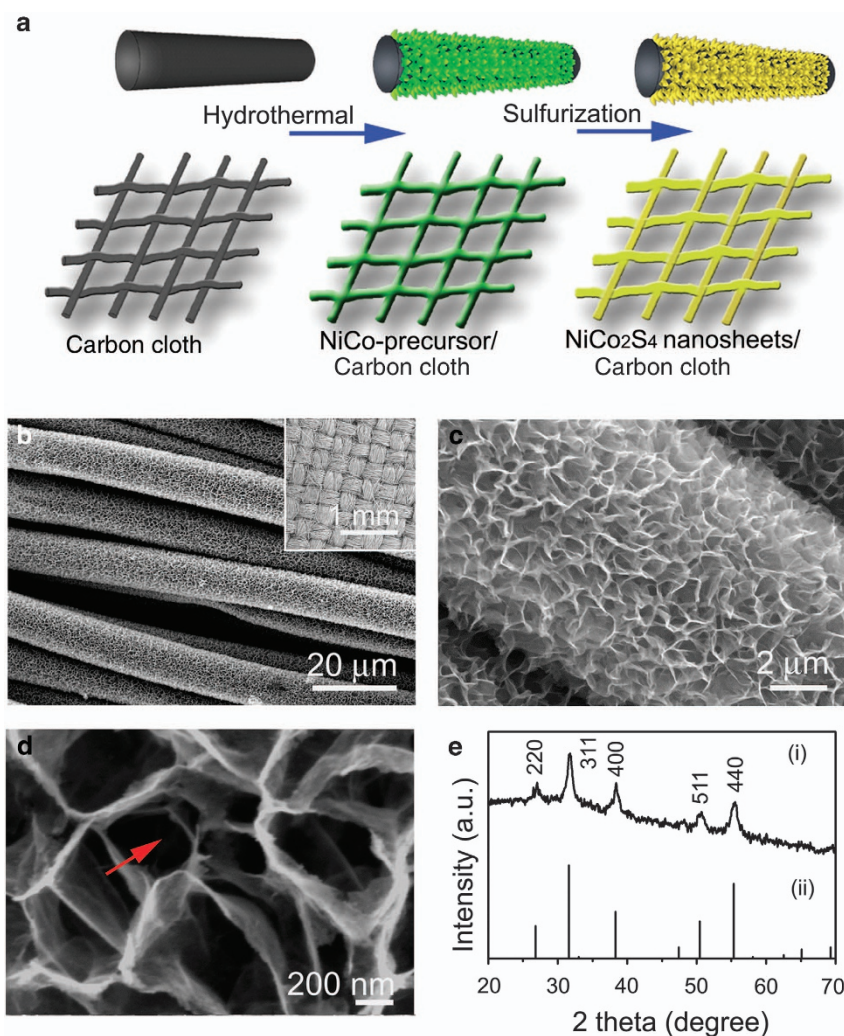 a
Hydrothermal
Sulfurization
Carbon cloth
NiCo-precursor/
Carbon cloth
NiCo₂S₄ nanosheets/
Carbon cloth
b
1 mm
20 μm
c
2 μm
d
200 nm
e
220
311
400
511
440
(i)
(ii)
Intensity (a.u.)
20 30 40 50 60 70
2 theta (degree)